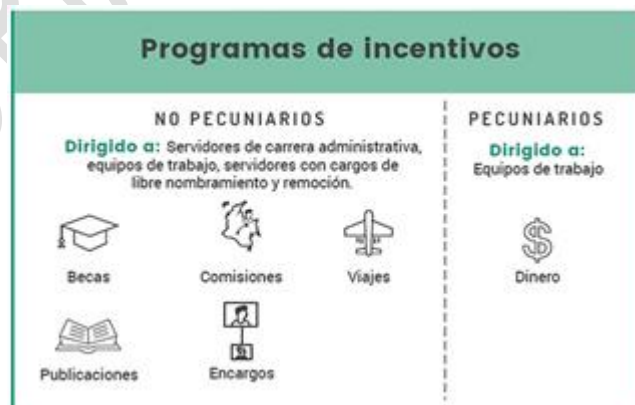 Programas de incentivos
NO PECUNIARIOS
Dirigido a: Servidores de carrera administrativa,
equipos de trabajo, servidores con cargos de
libre nombramiento y remoción.
Becas
Comisiones
Viajes
Publicaciones
Encargos
PECUNIARIOS
Dirigido a:
Equipos de trabajo
Dinero